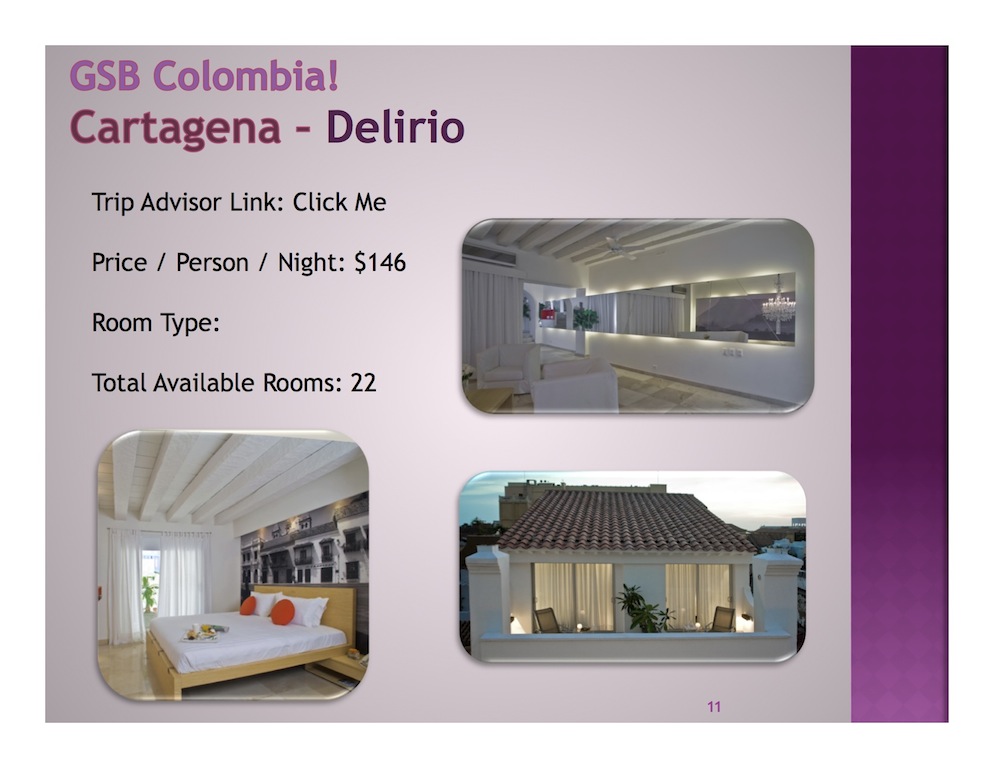 GSB Colombia!
Cartagena - Delirio
Trip Advisor Link: Click Me
Price / Person / Night: $146
Room Type:
Total Available Rooms: 22
11